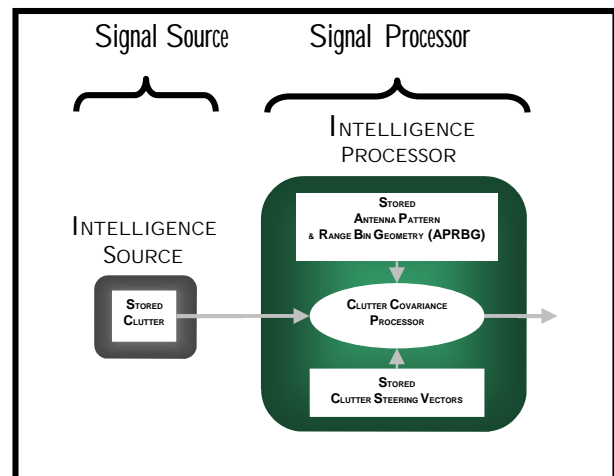 Signal Source
Signal Processor
INTELLIGENCE
PROCESSOR
STORED
ANTENNA PATTERN
& RANGE BIN GEOMETRY (APRBG)
INTELLIGENCE
SOURCE
STORED
CLUTTER
CLUTTER COVARIANCE
PROCESSOR
STORED
CLUTTER STEERING VECTORS